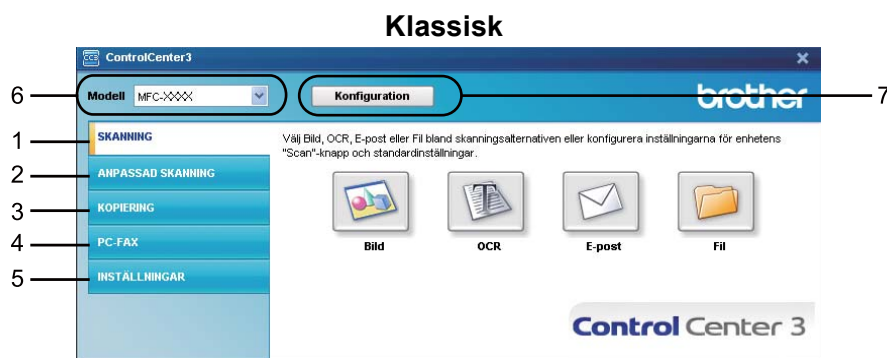 Klassisk
ControlCenter3
6
Modell MFC-XXXX
Konfiguration
brother
7
1
SKANNING
Välj Bild, OCR, E-post eller Fil bland skanningsalternativen eller konfigurera inställningarna för enhetens
"Scan"-knapp och standardinställningar.
2
ANPASSAD SKANNING
3
KOPIERING
4
PC-FAX
Bild OCR E-post Fil
5
INSTÄLLNINGAR
Control Center 3